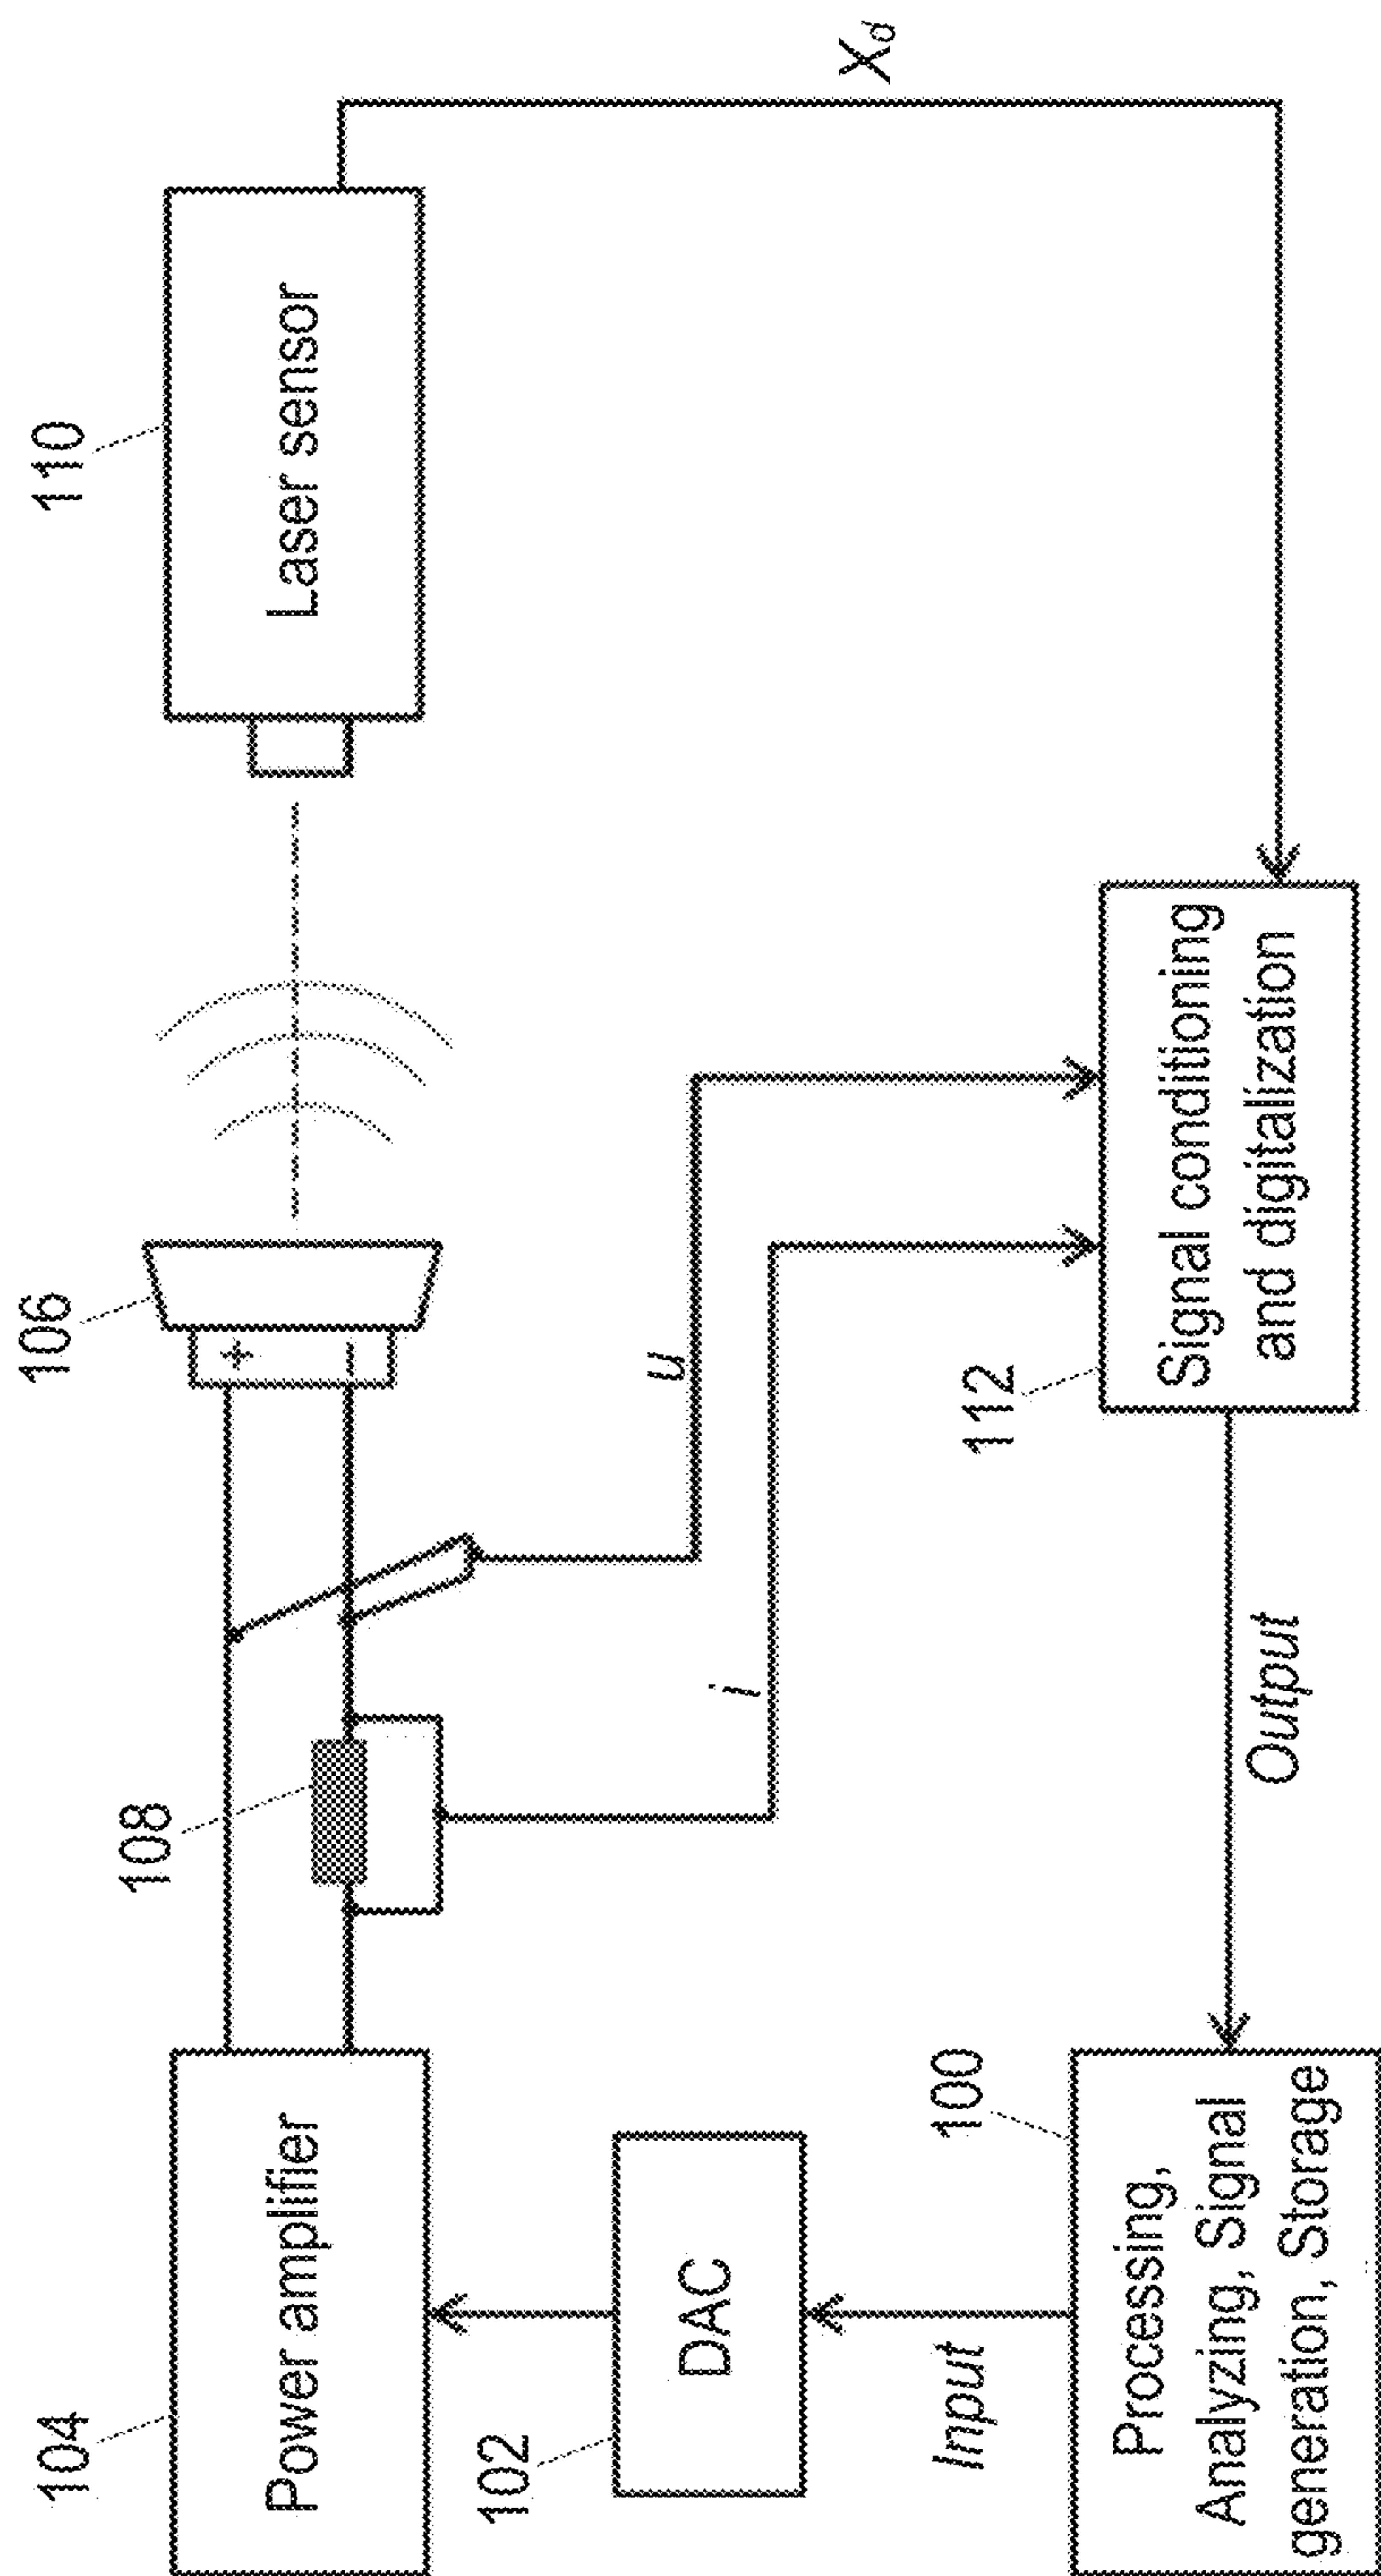 104
Power amplifier
108
106
+
−
110
Laser sensor
102
DAC
i
u
X_d
Input
100
Processing,
Analyzing, Signal
generation, Storage
Output
112
Signal conditioning
and digitalization